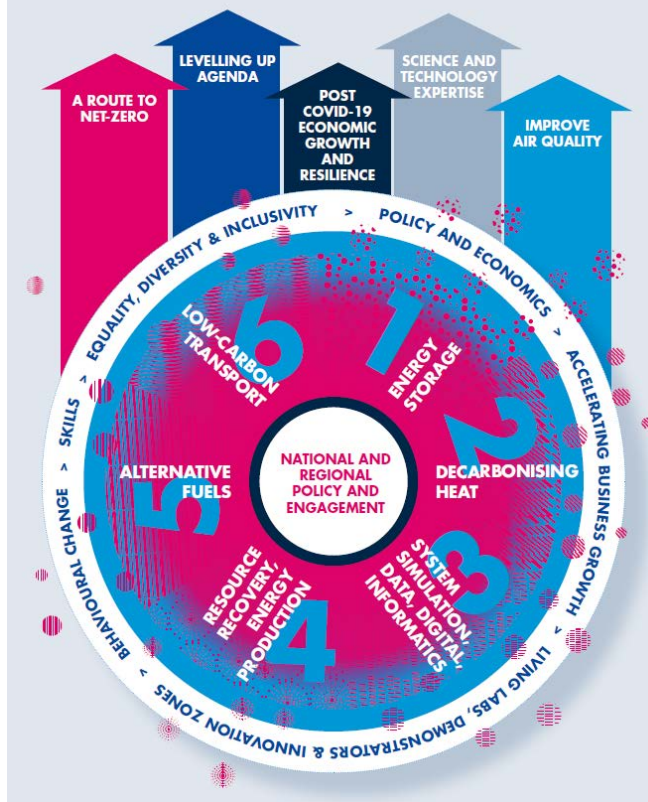 A ROUTE TO
NET-ZERO
LEVELLING UP
AGENDA
POST
COVID-19
ECONOMIC
GROWTH
AND
RESILIENCE
SCIENCE AND
TECHNOLOGY
EXPERTISE
IMPROVE
AIR QUALITY
EQUALITY, DIVERSITY & INCLUSIVITY > POLICY AND ECONOMICS > ACCELERATING BUSINESS GROWTH > LIVING LABS, DEMONSTRATORS & INNOVATION ZONES > BEHAVIOURAL CHANGE > SKILLS >
1
ENERGY
STORAGE
2
DECARBONISING
HEAT
3
SYSTEM
SIMULATION,
DATA, DIGITAL,
INFORMATICS
4
RESOURCE
RECOVERY,
ENERGY
PRODUCTION
5
ALTERNATIVE
FUELS
6
LOW-CARBON
TRANSPORT
NATIONAL AND
REGIONAL
POLICY AND
ENGAGEMENT